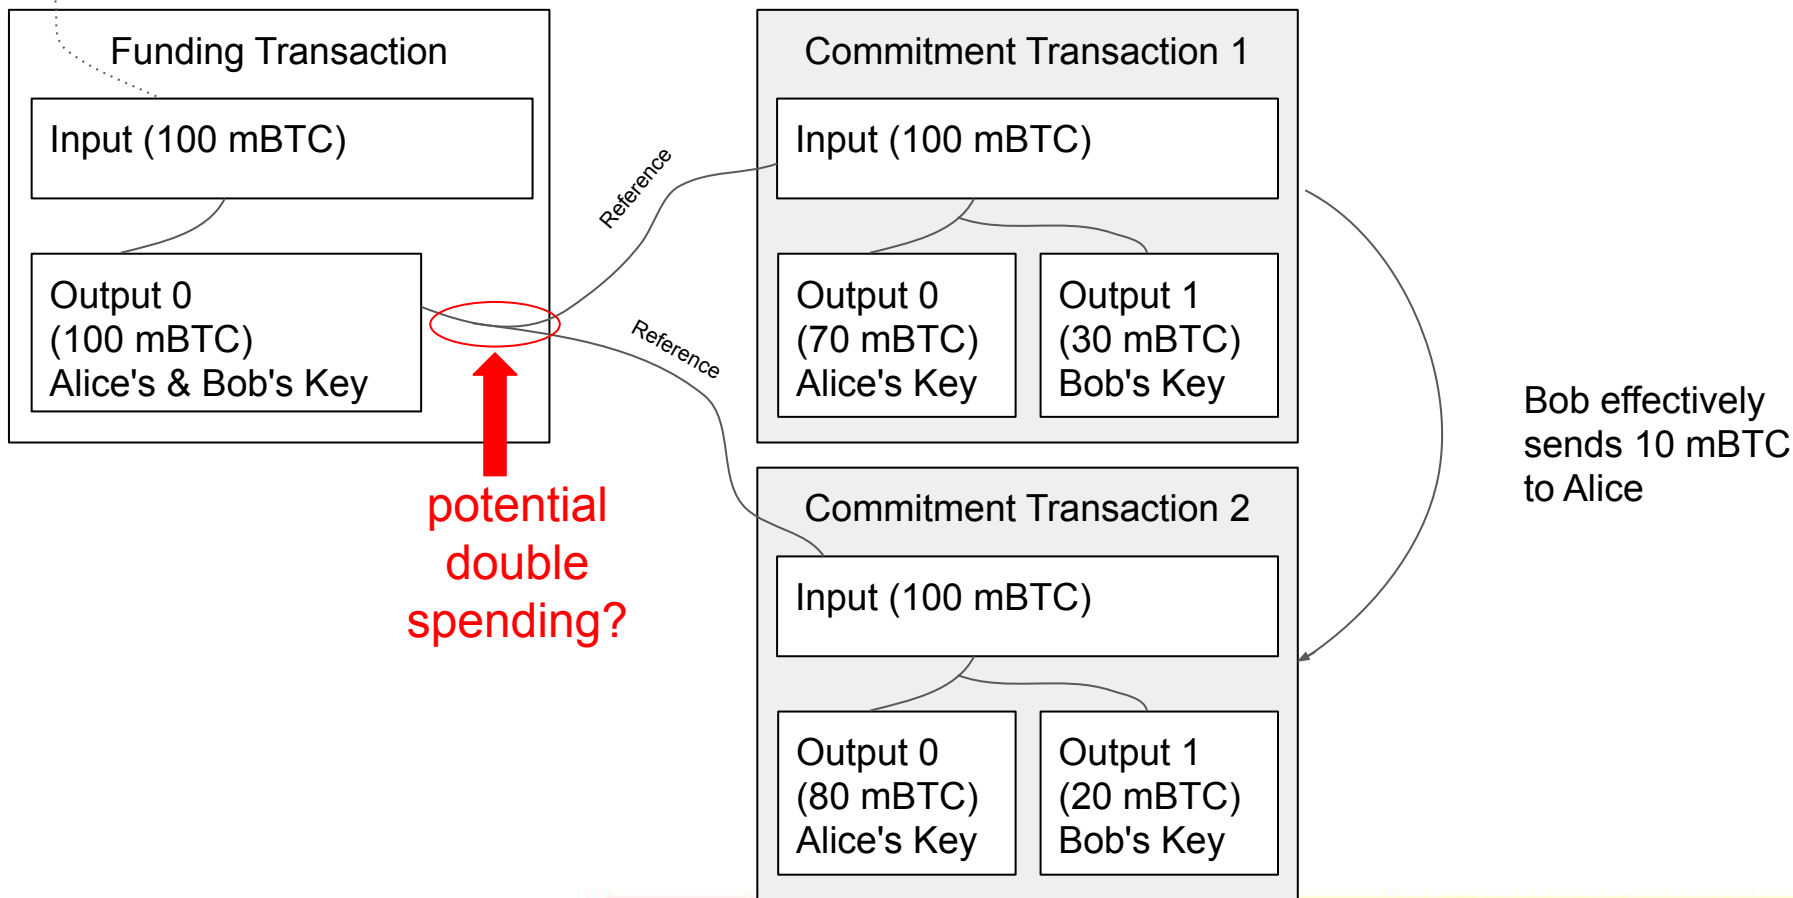 Funding Transaction
Input (100 mBTC)
Output 0
(100 mBTC)
Alice's & Bob's Key
potential
double
spending?
Reference
Reference
Commitment Transaction 1
Input (100 mBTC)
Output 0
(70 mBTC)
Alice's Key
Output 1
(30 mBTC)
Bob's Key
Commitment Transaction 2
Input (100 mBTC)
Output 0
(80 mBTC)
Alice's Key
Output 1
(20 mBTC)
Bob's Key
Bob effectively
sends 10 mBTC
to Alice